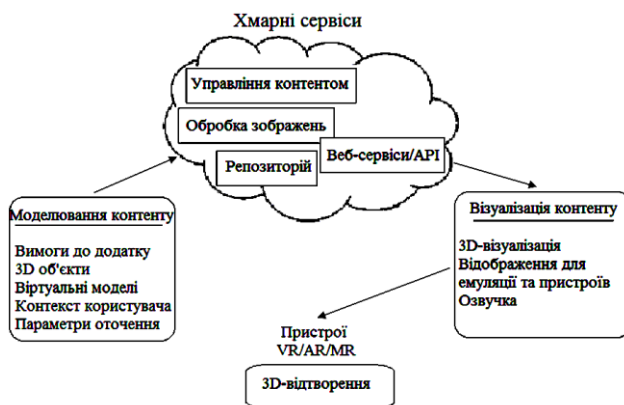 Хмарні сервіси
Управління контентом
Обробка зображень
Веб-сервіси/API
Репозиторій
Моделювання контенту
Вимоги до додатку
3D об'єкти
Віртуальні моделі
Контекст користувача
Параметри оточення
Візуалізація контенту
3D-візуалізація
Відображення для
емуляції та пристроїв
Озвучка
Пристрої
VR/AR/MR
3D-відтворення